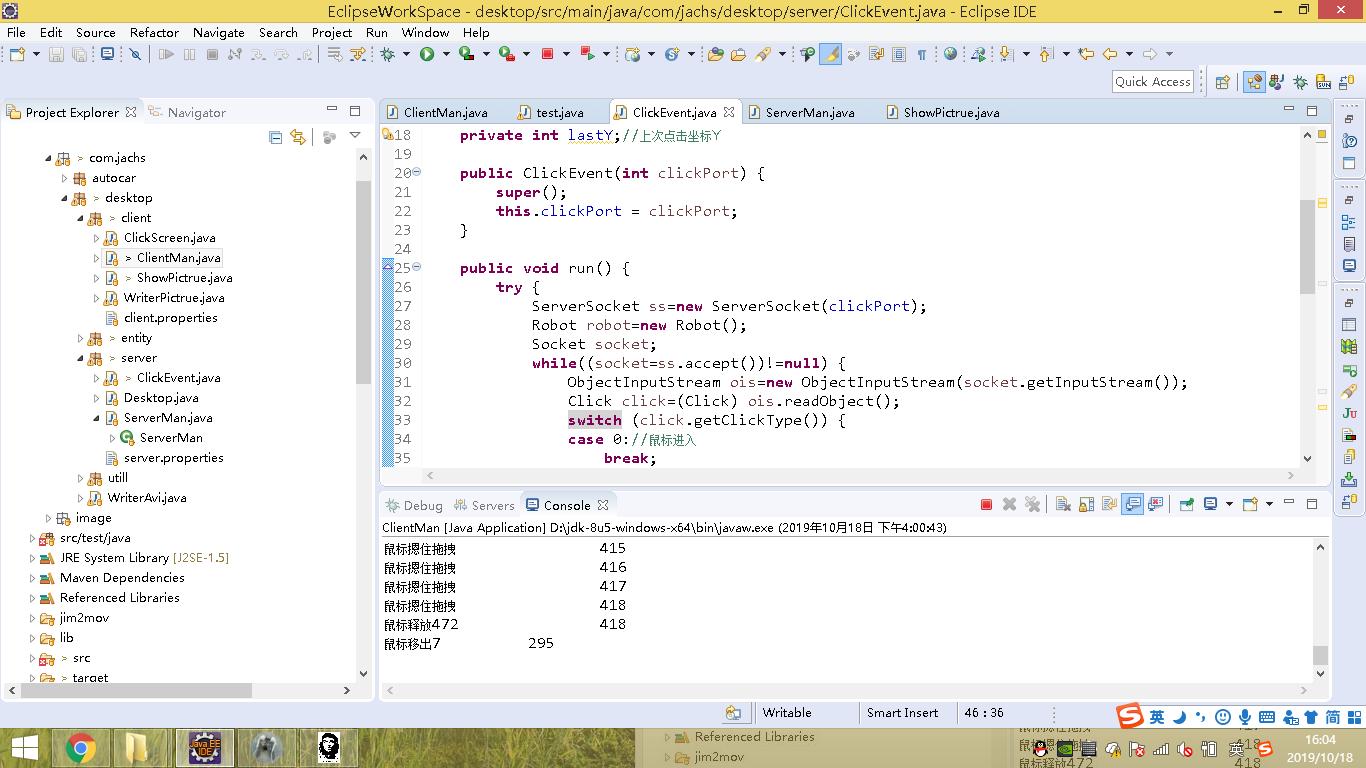 EclipseWorkSpace - desktop/src/main/java/com/jachs/desktop/server/ClickEvent.java - Eclipse IDE
File Edit Source Refactor Navigate Search Project Run Window Help
Quick Access
Project Explorer Navigator
com.jachs
autocar
> desktop
> client
ClickScreen.java
> ClientMan.java
> ShowPictrue.java
WriterPictrue.java
client.properties
> entity
> server
> ClickEvent.java
Desktop.java
ServerMan.java
ServerMan
server.properties
utill
WriterAvi.java
image
src/test/java
JRE System Library [J2SE-1.5]
Maven Dependencies
Referenced Libraries
jim2mov
lib
> src
> target
ClientMan.java test.java ClickEvent.java ServerMan.java ShowPictrue.java
18 private int lastY;//上次点击坐标Y
19
20 public ClickEvent(int clickPort) {
21 super();
22 this.clickPort = clickPort;
23 }
24
25 public void run() {
26 try {
27 ServerSocket ss=new ServerSocket(clickPort);
28 Robot robot=new Robot();
29 Socket socket;
30 while((socket=ss.accept())!=null) {
31 ObjectInputStream ois=new ObjectInputStream(socket.getInputStream());
32 Click click=(Click) ois.readObject();
33 switch (click.getClickType()) {
34 case 0://鼠标进入
35 break;
Debug Servers Console
ClientMan [Java Application] D:\jdk-8u5-windows-x64\bin\javaw.exe (2019年10月18日 下午4:00:43)
鼠标摁住拖拽 415
鼠标摁住拖拽 416
鼠标摁住拖拽 417
鼠标摁住拖拽 418
鼠标释放472 418
鼠标移出7 295
Writable Smart Insert 46 : 36
英 简
Java EE IDE
Referenced Libraries
jim2mov
鼠标释放472 418
英
16:04
2019/10/18